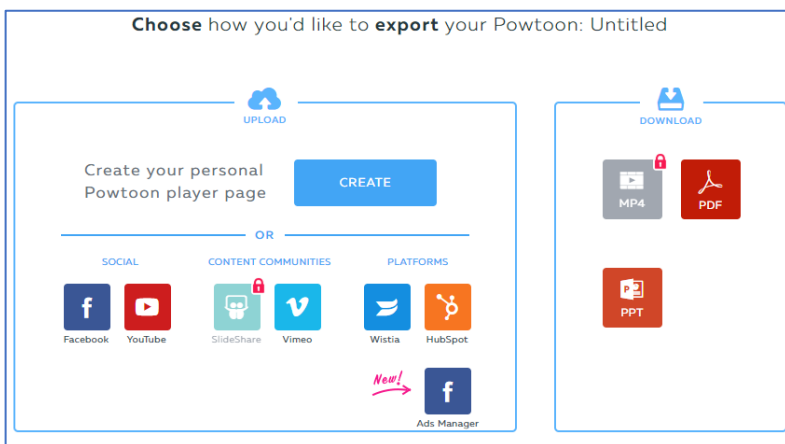 Choose how you'd like to export your Powtoon: Untitled
UPLOAD
Create your personal
Powtoon player page
CREATE
OR
SOCIAL
CONTENT COMMUNITIES
PLATFORMS
f
Facebook
YouTube
SlideShare
v
Vimeo
Wistia
HubSpot
New!
f
Ads Manager
DOWNLOAD
MP4
PDF
P
PPT